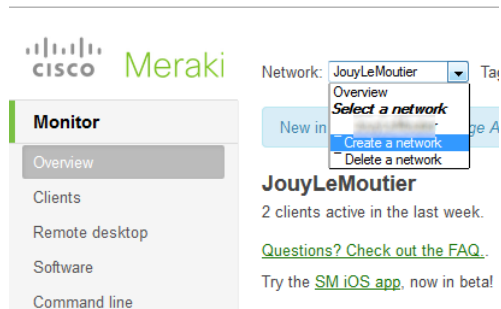 CISCO Meraki
Network: JouyLeMoutier Tag
Overview
Select a network
Monitor
New in ge A
Create a network
Overview
Delete a network
JouyLeMoutier
Clients
2 clients active in the last week.
Remote desktop
Questions? Check out the FAQ..
Software
Try the SM iOS app, now in beta!
Command line